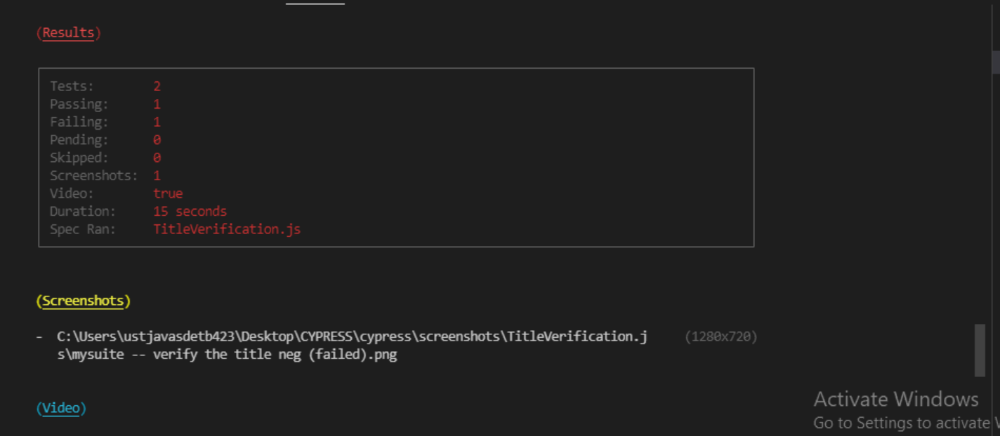 (Results)
Tests: 2
Passing: 1
Failing: 1
Pending: 0
Skipped: 0
Screenshots: 1
Video: true
Duration: 15 seconds
Spec Ran: TitleVerification.js
(Screenshots)
- C:\Users\ustjavasdetb423\Desktop\CYPRESS\cypress\screenshots\TitleVerification.j (1280x720)
s\mysuite -- verify the title neg (failed).png
(Video)
Activate Windows
Go to Settings to activate